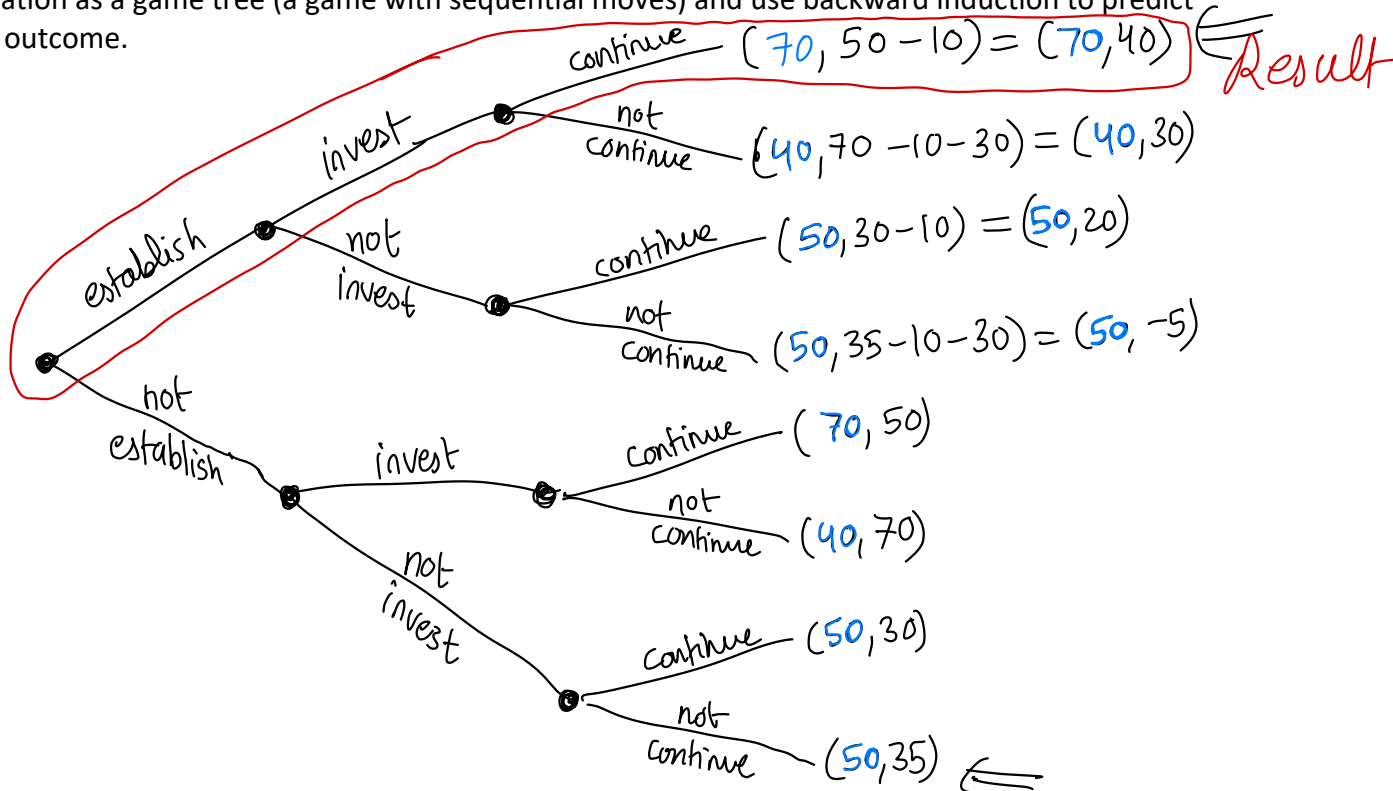 ation as a game tree (a game with sequential moves) and use backward induction to predict
outcome.
continue (70, 50-10) = (70,40) Result
invest
not
continue (40,70 -10-30) = (40,30)
establish
not
invest
continue (50,30-10) = (50,20)
not
continue (50,35-10-30) = (50,-5)
not
establish
invest
continue (70, 50)
not
continue (40,70)
not
invest
continue (50,30)
not
continue (50,35)